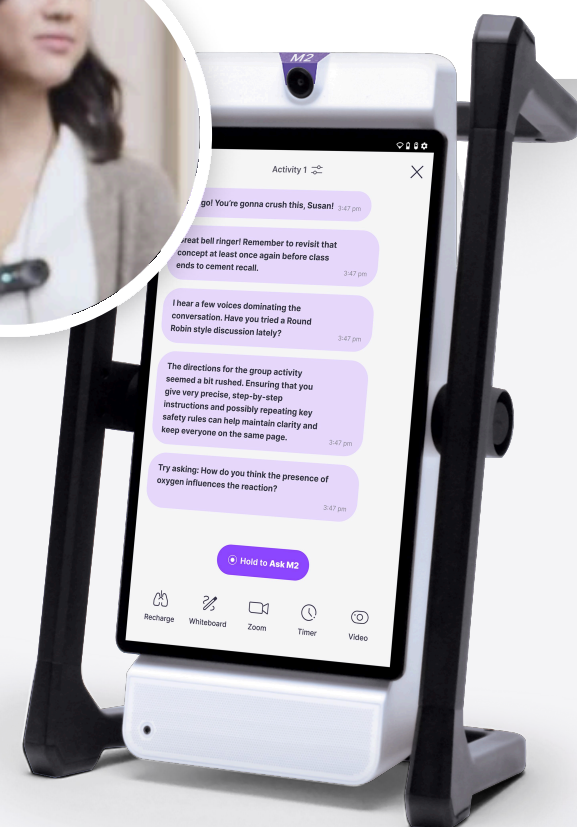 M2
Activity 1
go! You're gonna crush this, Susan!
3:47 pm
Great bell ringer! Remember to revisit that
concept at least once again before class
ends to cement recall.
3:47 pm
I hear a few voices dominating the
conversation. Have you tried a Round
Robin style discussion lately?
3:47 pm
The directions for the group activity
seemed a bit rushed. Ensuring that you
give very precise, step-by-step
instructions and possibly repeating key
safety rules can help maintain clarity and
keep everyone on the same page.
3:47 pm
Try asking: How do you think the presence of
oxygen influences the reaction?
3:47 pm
Hold to Ask M2
Recharge
Whiteboard
Zoom
Timer
Video